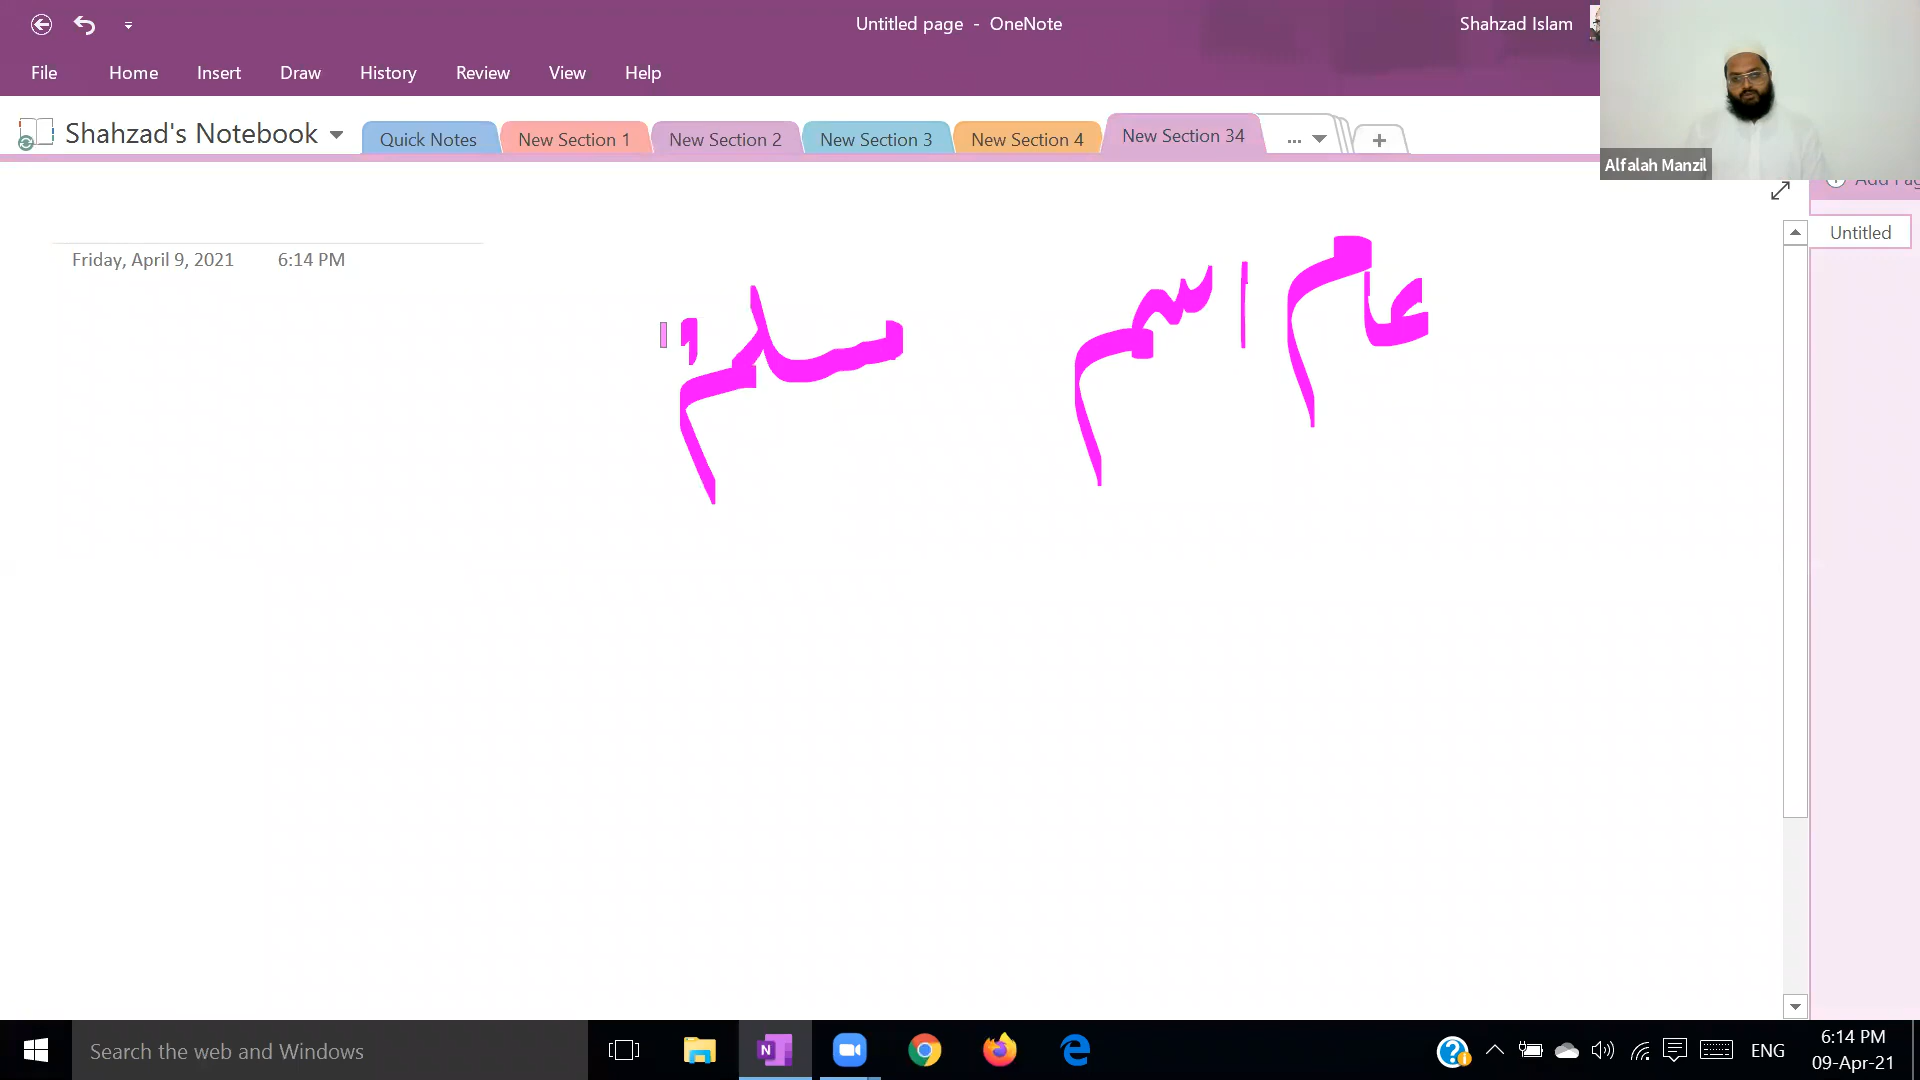 Untitled page - OneNote
Shahzad Islam
File Home Insert Draw History Review View Help
Alfalah Manzil
Shahzad's Notebook Quick Notes New Section 1 New Section 2 New Section 3 New Section 4 New Section 34 ... +
Add Pag
Untitled
Friday, April 9, 2021 6:14 PM
عام اسم مسلم
Search the web and Windows
ENG
6:14 PM
09-Apr-21